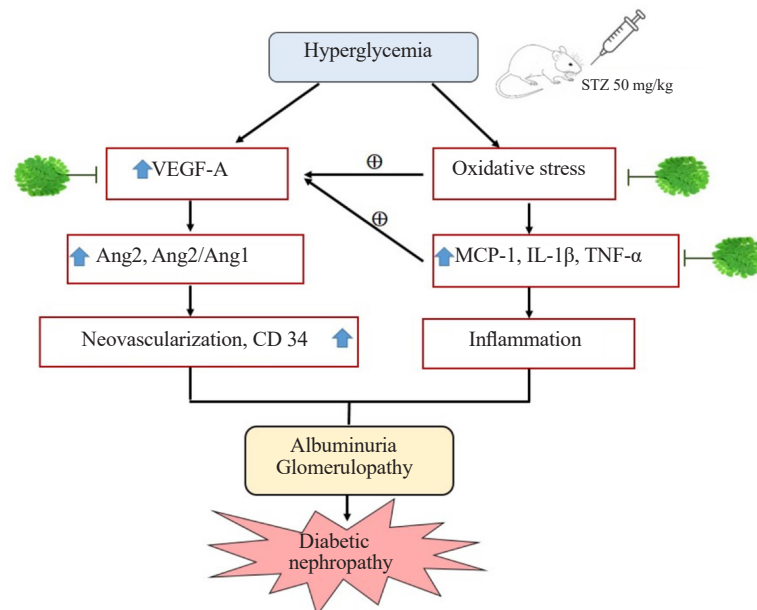 Hyperglycemia
STZ 50 mg/kg
VEGF-A
⊕
Oxidative stress
⊕
Ang2, Ang2/Ang1
MCP-1, IL-1β, TNF-α
Neovascularization, CD 34
Inflammation
Albuminuria
Glomerulopathy
Diabetic
nephropathy